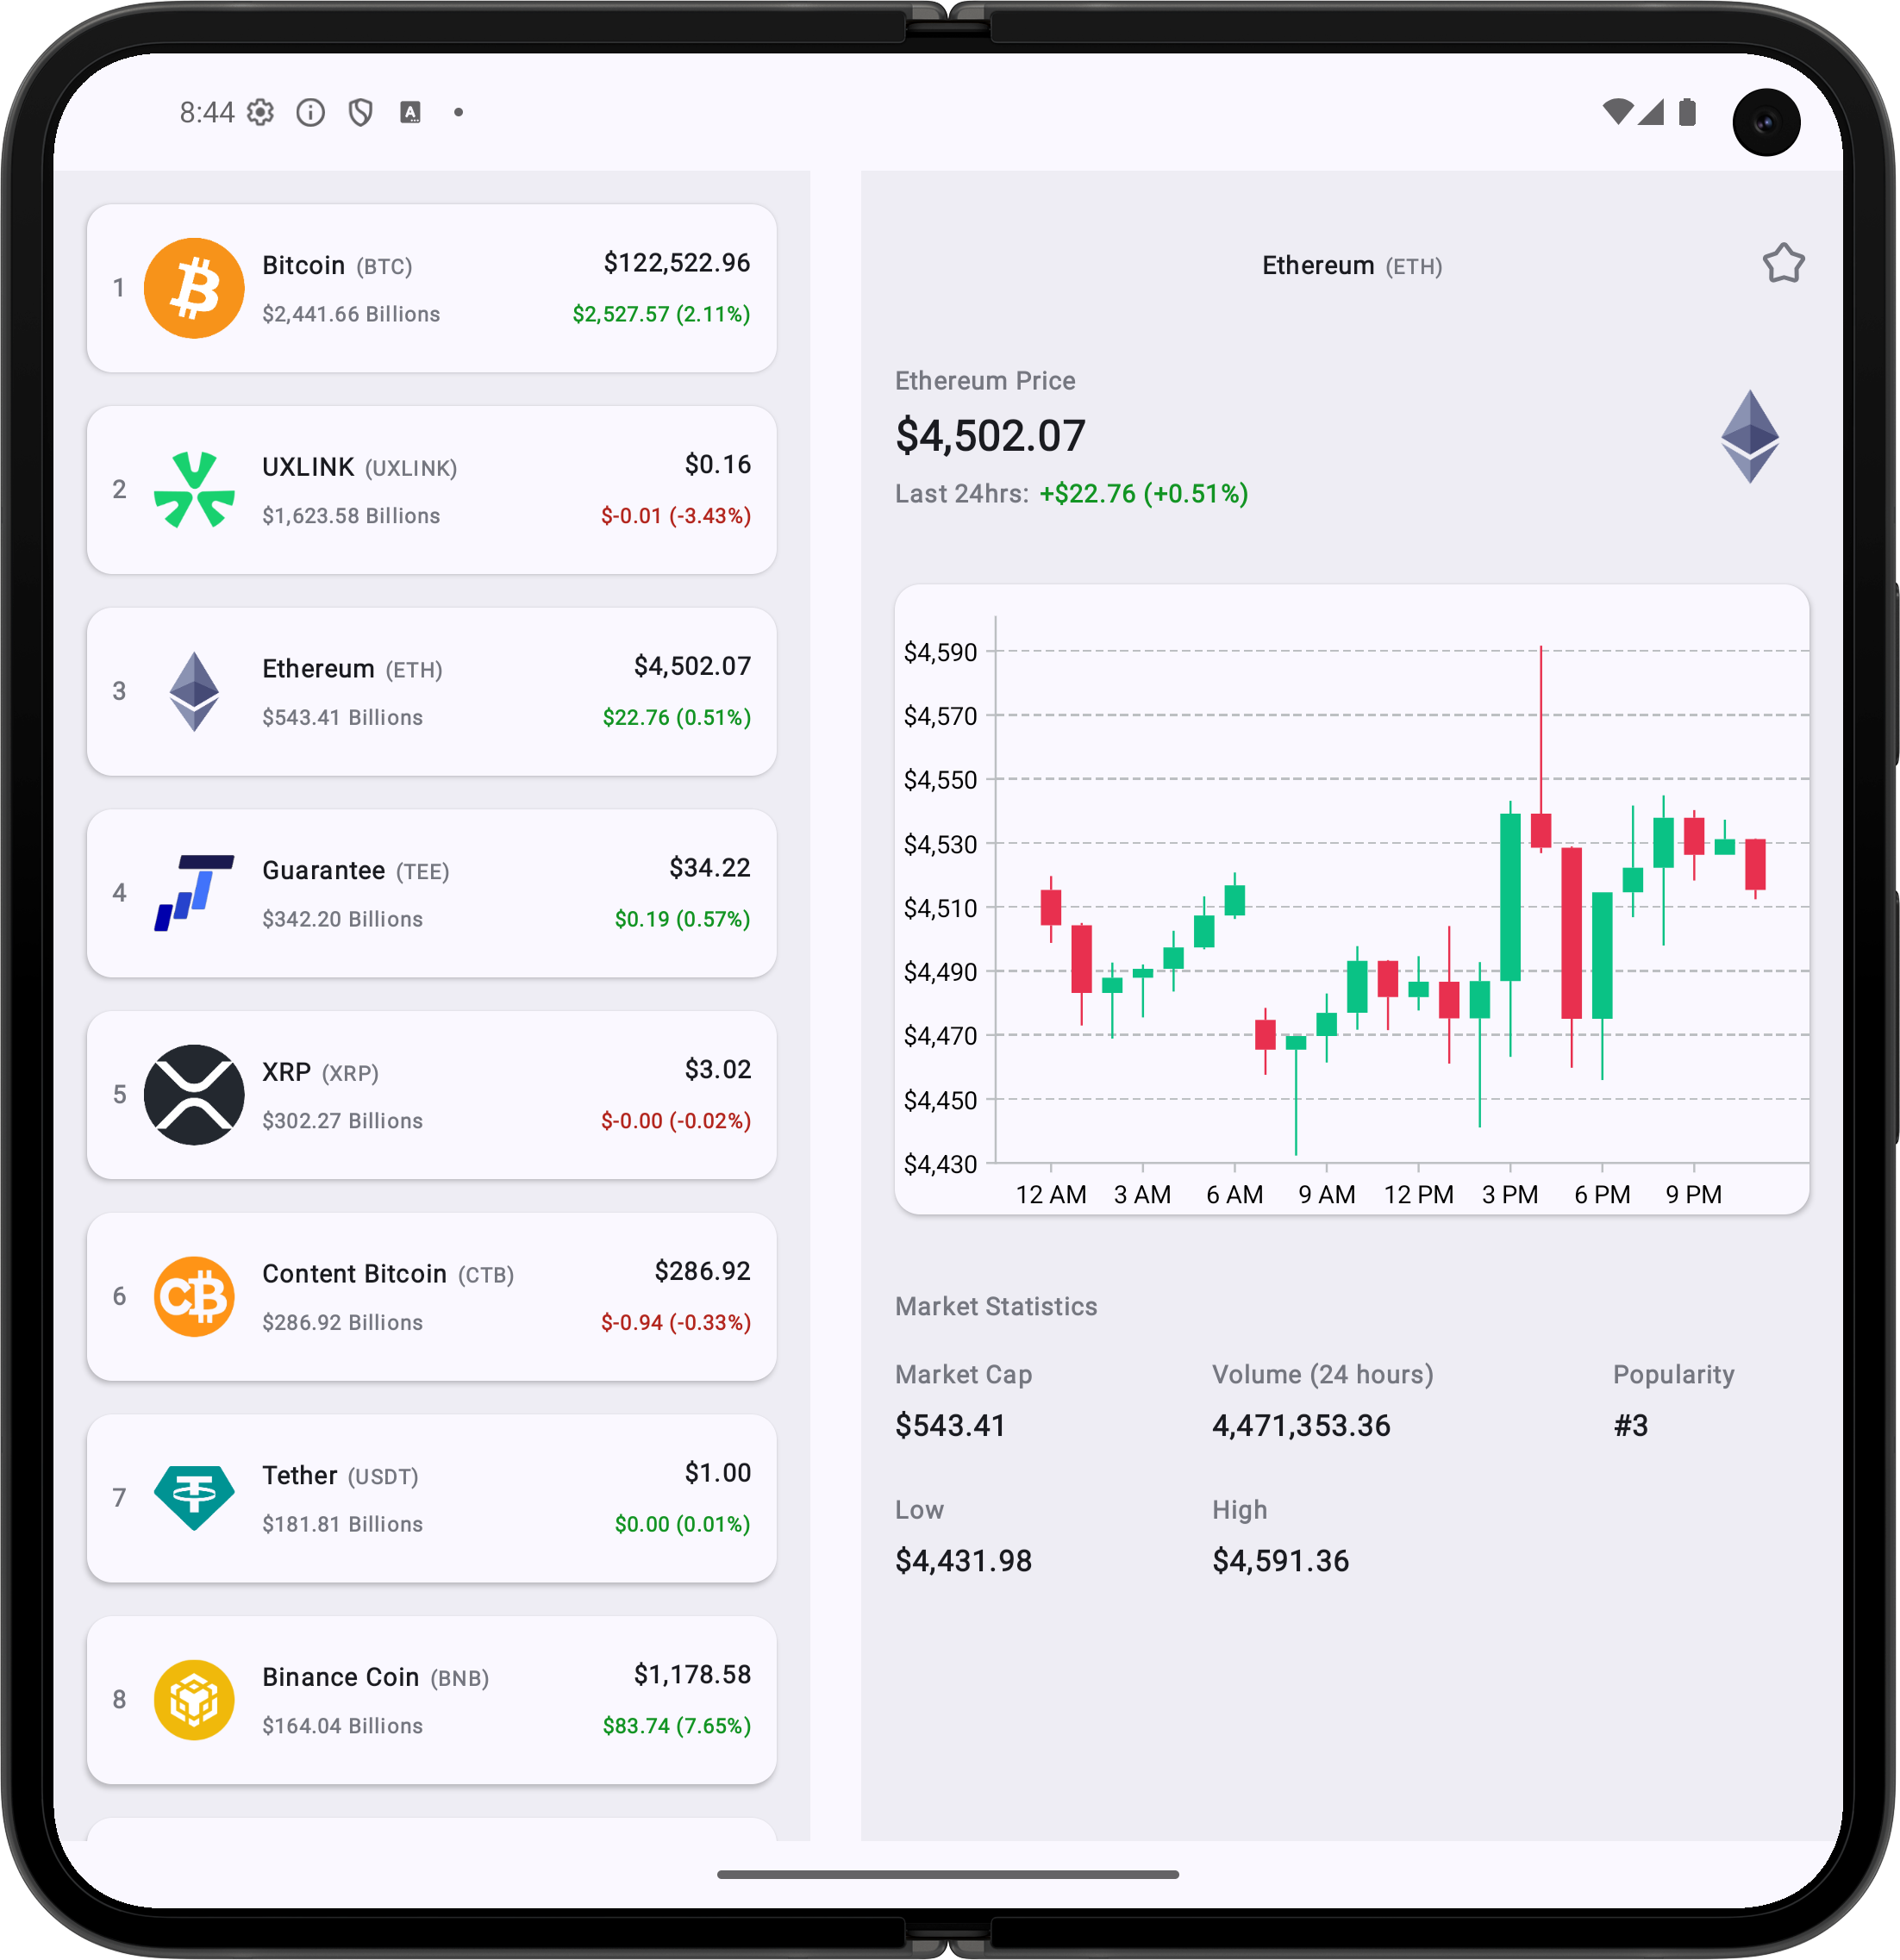 8:44
1
Bitcoin (BTC)
$122,522.96
$2,441.66 Billions
$2,527.57 (2.11%)
2
UXLINK (UXLINK)
$0.16
$1,623.58 Billions
$-0.01 (-3.43%)
3
Ethereum (ETH)
$4,502.07
$543.41 Billions
$22.76 (0.51%)
4
Guarantee (TEE)
$34.22
$342.20 Billions
$0.19 (0.57%)
5
XRP (XRP)
$3.02
$302.27 Billions
$-0.00 (-0.02%)
6
Content Bitcoin (CTB)
$286.92
$286.92 Billions
$-0.94 (-0.33%)
7
Tether (USDT)
$1.00
$181.81 Billions
$0.00 (0.01%)
8
Binance Coin (BNB)
$1,178.58
$164.04 Billions
$83.74 (7.65%)
Ethereum (ETH)
Ethereum Price
$4,502.07
Last 24hrs: +$22.76 (+0.51%)
$4,590
$4,570
$4,550
$4,530
$4,510
$4,490
$4,470
$4,450
$4,430
12 AM 3 AM 6 AM 9 AM 12 PM 3 PM 6 PM 9 PM
Market Statistics
Market Cap
$543.41
Volume (24 hours)
4,471,353.36
Popularity
#3
Low
$4,431.98
High
$4,591.36